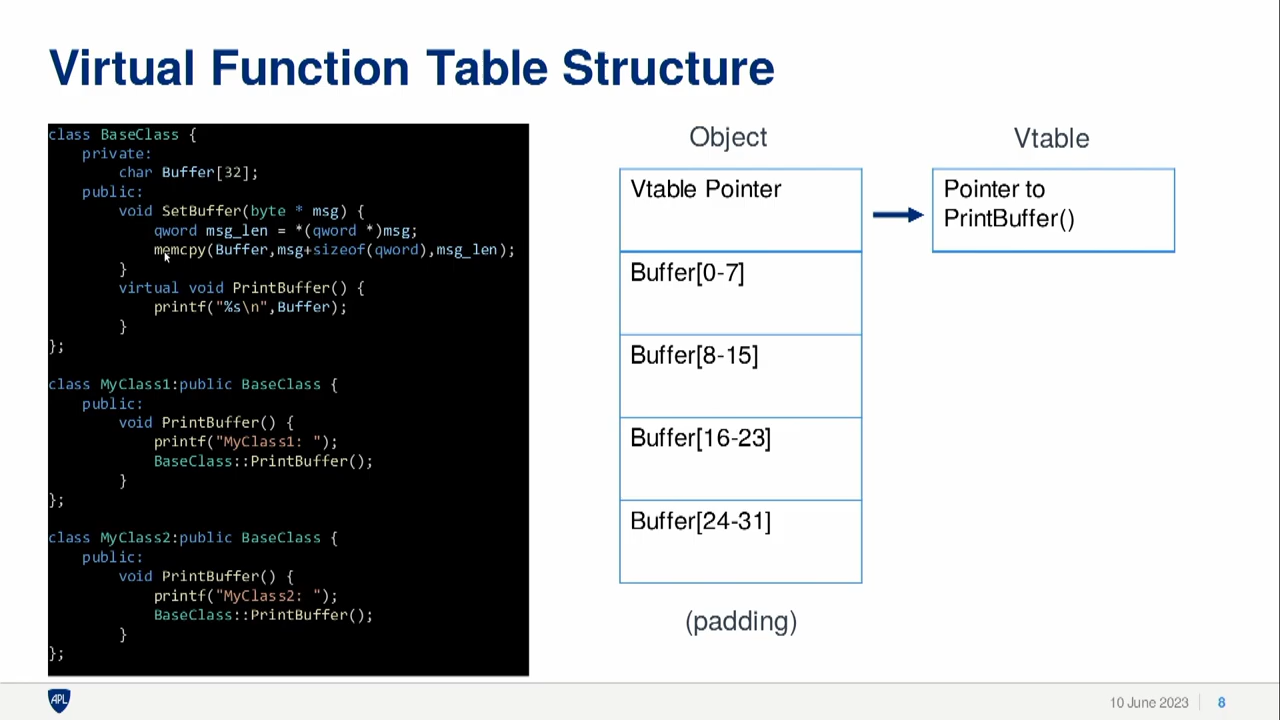 Virtual Function Table Structure
class BaseClass {
private:
char Buffer[32];
public:
void SetBuffer(byte * msg) {
qword msg_len = *(qword *)msg;
memcpy(Buffer,msg+sizeof(qword),msg_len);
}
virtual void PrintBuffer() {
printf("%s\n",Buffer);
}
};
class MyClass1:public BaseClass {
public:
void PrintBuffer() {
printf("MyClass1: ");
BaseClass::PrintBuffer();
}
};
class MyClass2:public BaseClass {
public:
void PrintBuffer() {
printf("MyClass2: ");
BaseClass::PrintBuffer();
}
};
Object
Vtable Pointer
Buffer[0-7]
Buffer[8-15]
Buffer[16-23]
Buffer[24-31]
(padding)
Vtable
Pointer to
PrintBuffer()
APL
10 June 2023
8